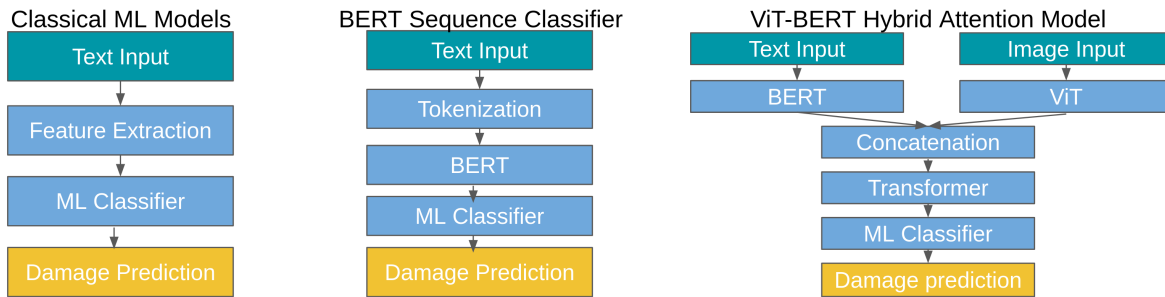 Classical ML Models
Text Input
Feature Extraction
ML Classifier
Damage Prediction
BERT Sequence Classifier
Text Input
Tokenization
BERT
ML Classifier
Damage Prediction
ViT-BERT Hybrid Attention Model
Text Input
Image Input
BERT
ViT
Concatenation
Transformer
ML Classifier
Damage prediction